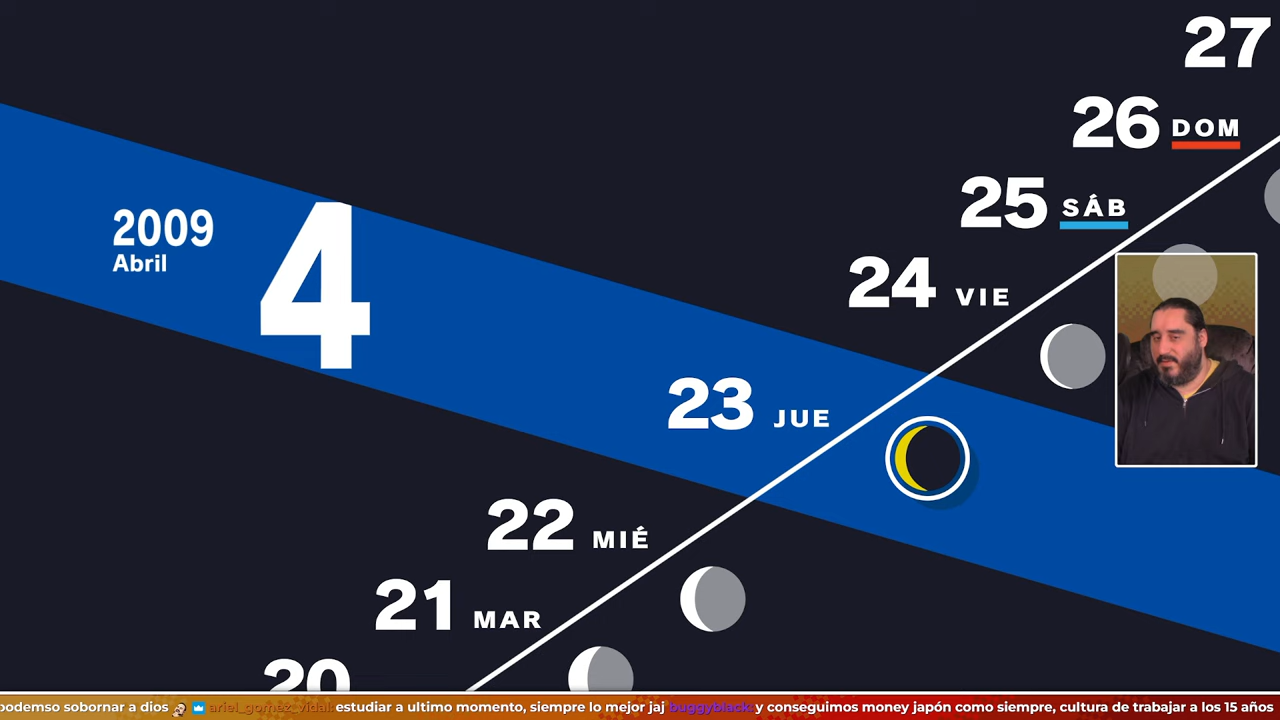 27
26 DOM
25 SÁB
24 VIE
2009
Abril
4
23 JUE
22 MIÉ
21 MAR
20
podemso sobornar a dios ariel_gomez_vidal: estudiar a ultimo momento, siempre lo mejor jaj buggyblack: y conseguimos money japón como siempre, cultura de trabajar a los 15 años